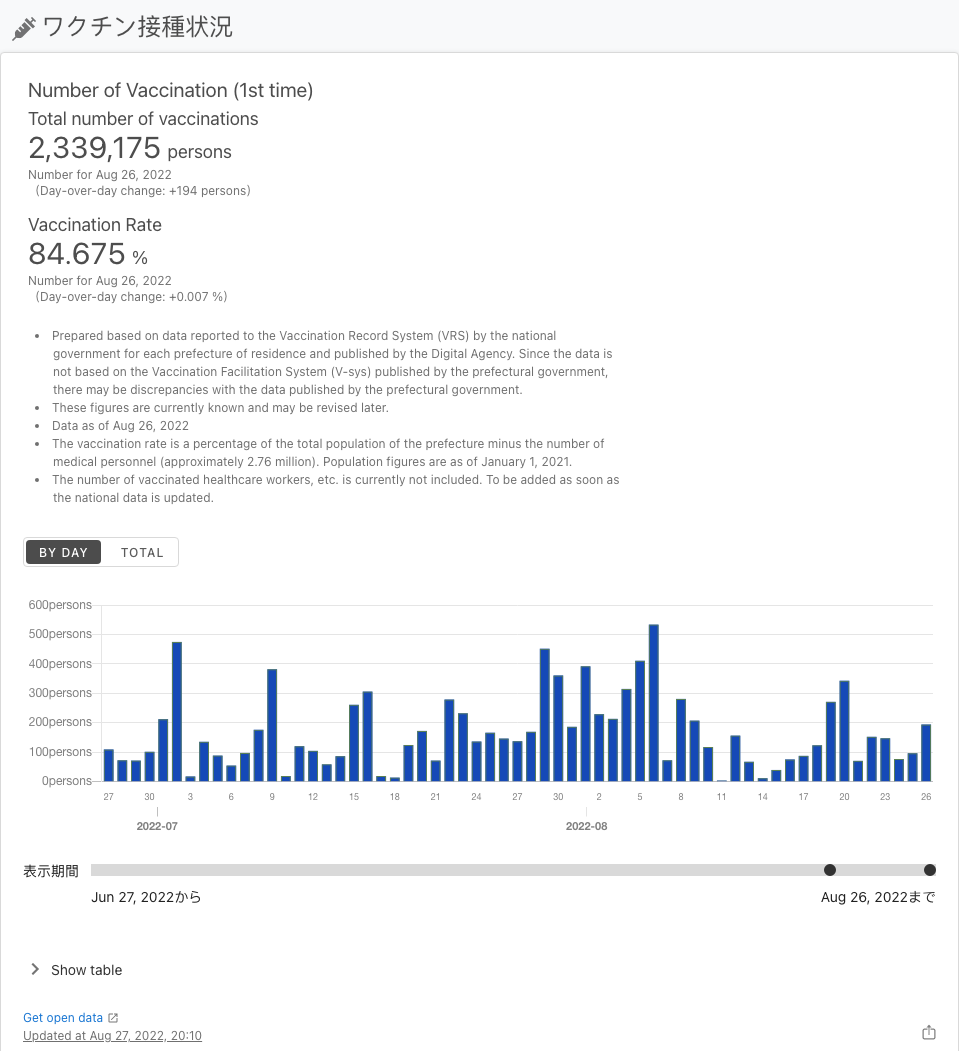 ワクチン接種状況
Number of Vaccination (1st time)
Total number of vaccinations
2,339,175 persons
Number for Aug 26, 2022
(Day-over-day change: +194 persons)
Vaccination Rate
84.675 %
Number for Aug 26, 2022
(Day-over-day change: +0.007 %)
• Prepared based on data reported to the Vaccination Record System (VRS) by the national
government for each prefecture of residence and published by the Digital Agency. Since the data is
not based on the Vaccination Facilitation System (V-sys) published by the prefectural government,
there may be discrepancies with the data published by the prefectural government.
• These figures are currently known and may be revised later.
• Data as of Aug 26, 2022
• The vaccination rate is a percentage of the total population of the prefecture minus the number of
medical personnel (approximately 2.76 million). Population figures are as of January 1, 2021.
• The number of vaccinated healthcare workers, etc. is currently not included. To be added as soon as
the national data is updated.
BY DAY TOTAL
600persons
500persons
400persons
300persons
200persons
100persons
0persons
27 30 3 6 9 12 15 18 21 24 27 30 2 5 8 11 14 17 20 23 26
2022-07 2022-08
表示期間
Jun 27, 2022から Aug 26, 2022まで
Show table
Get open data
Updated at Aug 27, 2022, 20:10